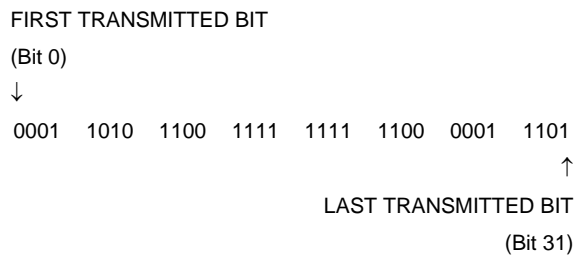 FIRST TRANSMITTED BIT
(Bit 0)
↓
0001 1010 1100 1111 1111 1100 0001 1101
↑
LAST TRANSMITTED BIT
(Bit 31)